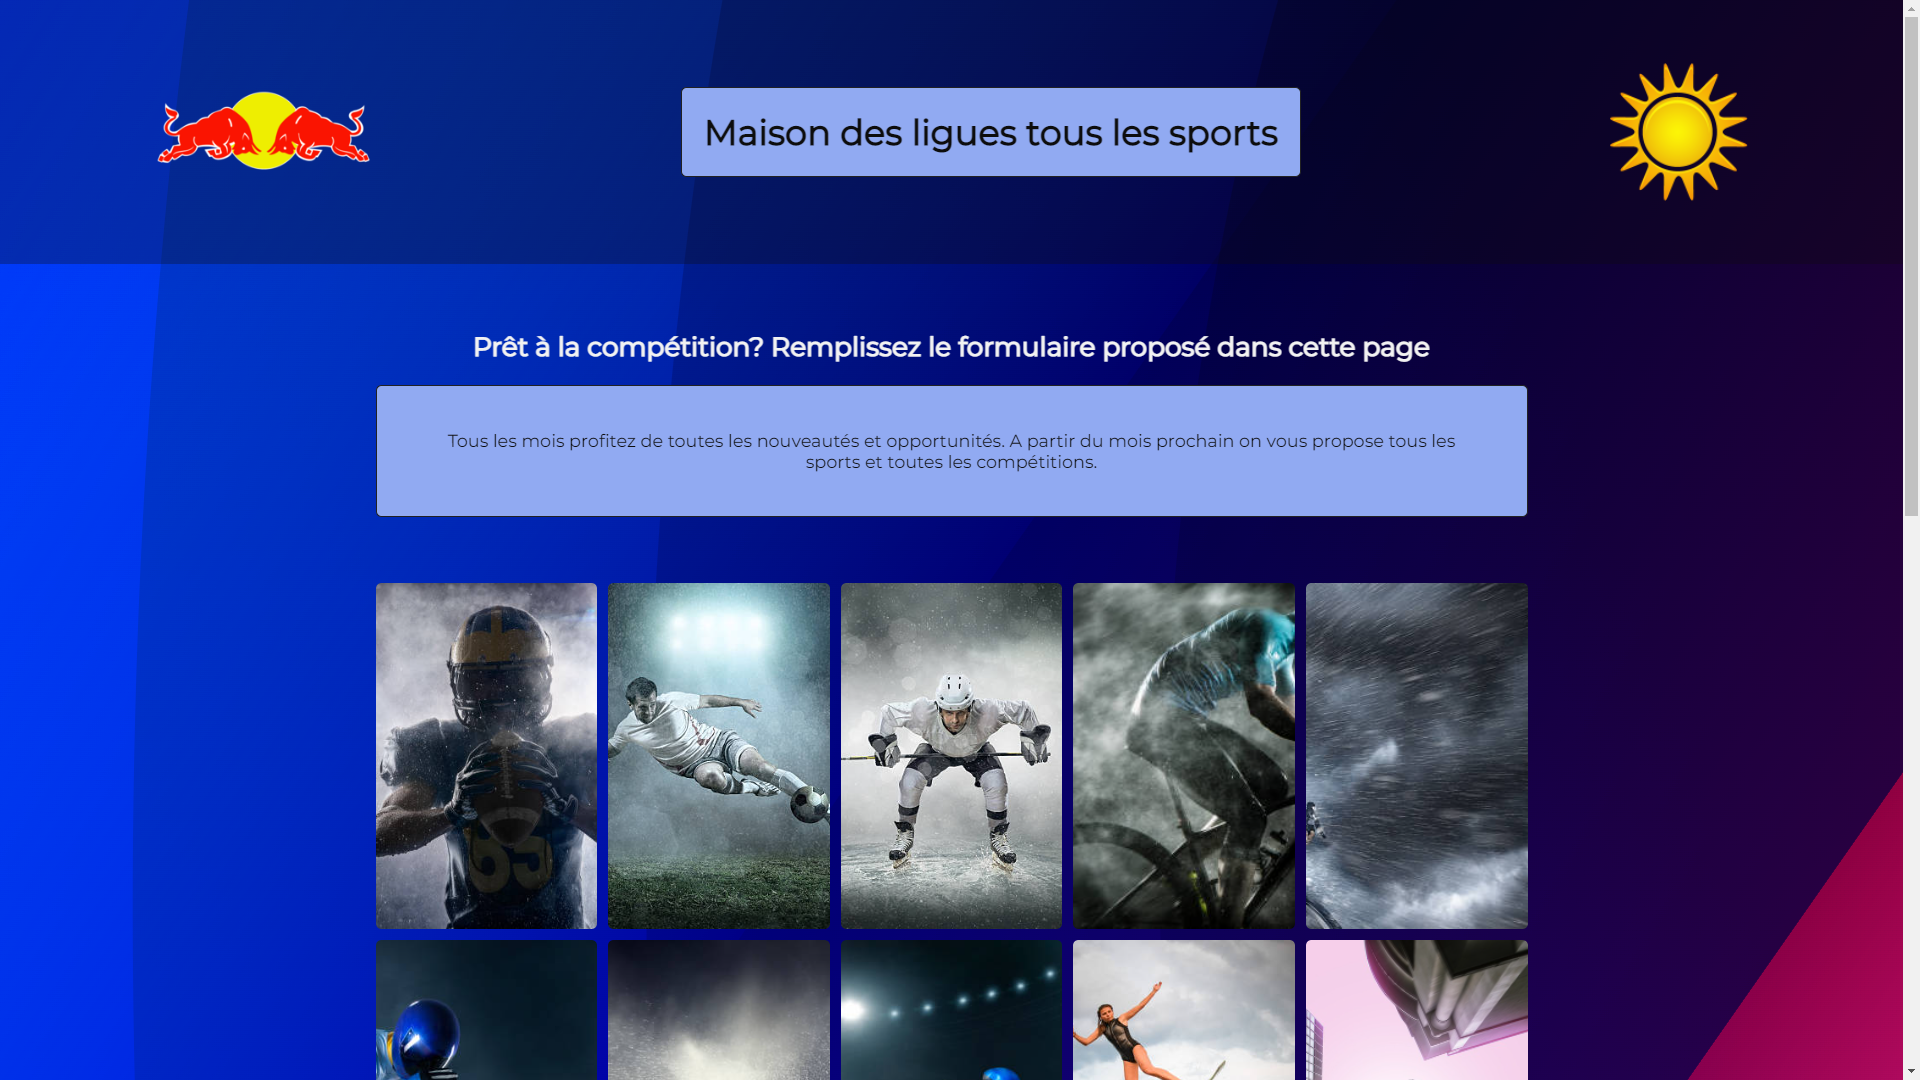 Maison des ligues tous les sports
Prêt à la compétition? Remplissez le formulaire proposé dans cette page
Tous les mois profitez de toutes les nouveautés et opportunités. A partir du mois prochain on vous propose tous les
sports et toutes les compétitions.
63